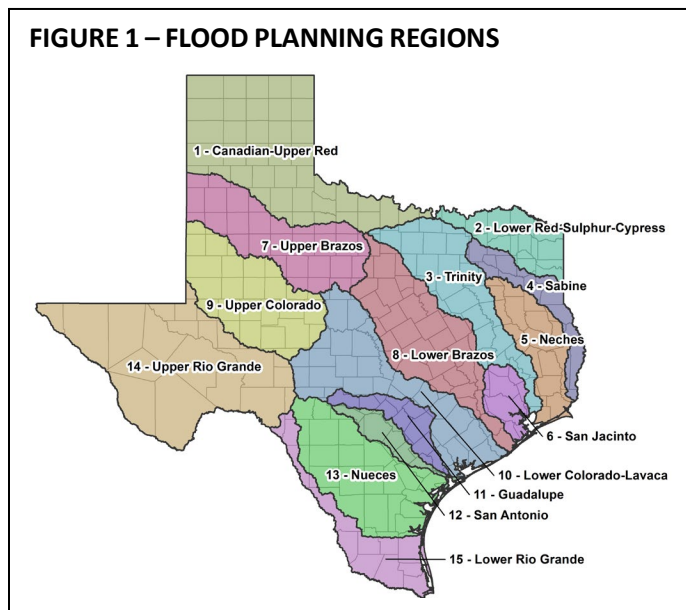 FIGURE 1 – FLOOD PLANNING REGIONS
1 - Canadian-Upper Red
2 - Lower Red-Sulphur-Cypress
7 - Upper Brazos
3 - Trinity
4 - Sabine
9 - Upper Colorado
5 - Neches
8 - Lower Brazos
14 - Upper Rio Grande
6 - San Jacinto
13 - Nueces
10 - Lower Colorado-Lavaca
11 - Guadalupe
12 - San Antonio
15 - Lower Rio Grande